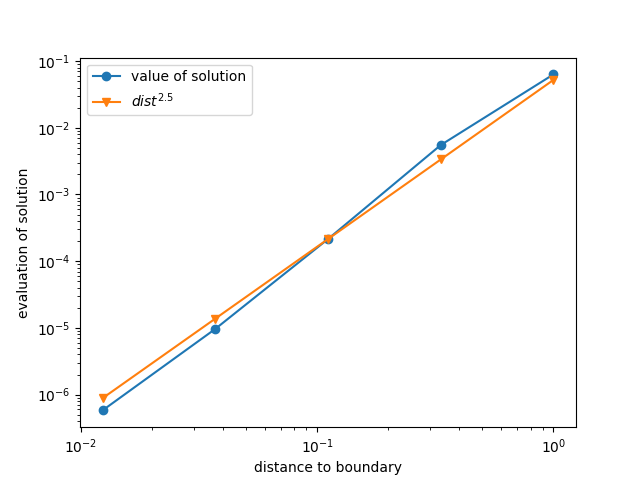 value of solution
dist^{2.5}
evaluation of solution
10^{-1}
10^{-2}
10^{-3}
10^{-4}
10^{-5}
10^{-6}
10^{-2}
10^{-1}
10^{0}
distance to boundary